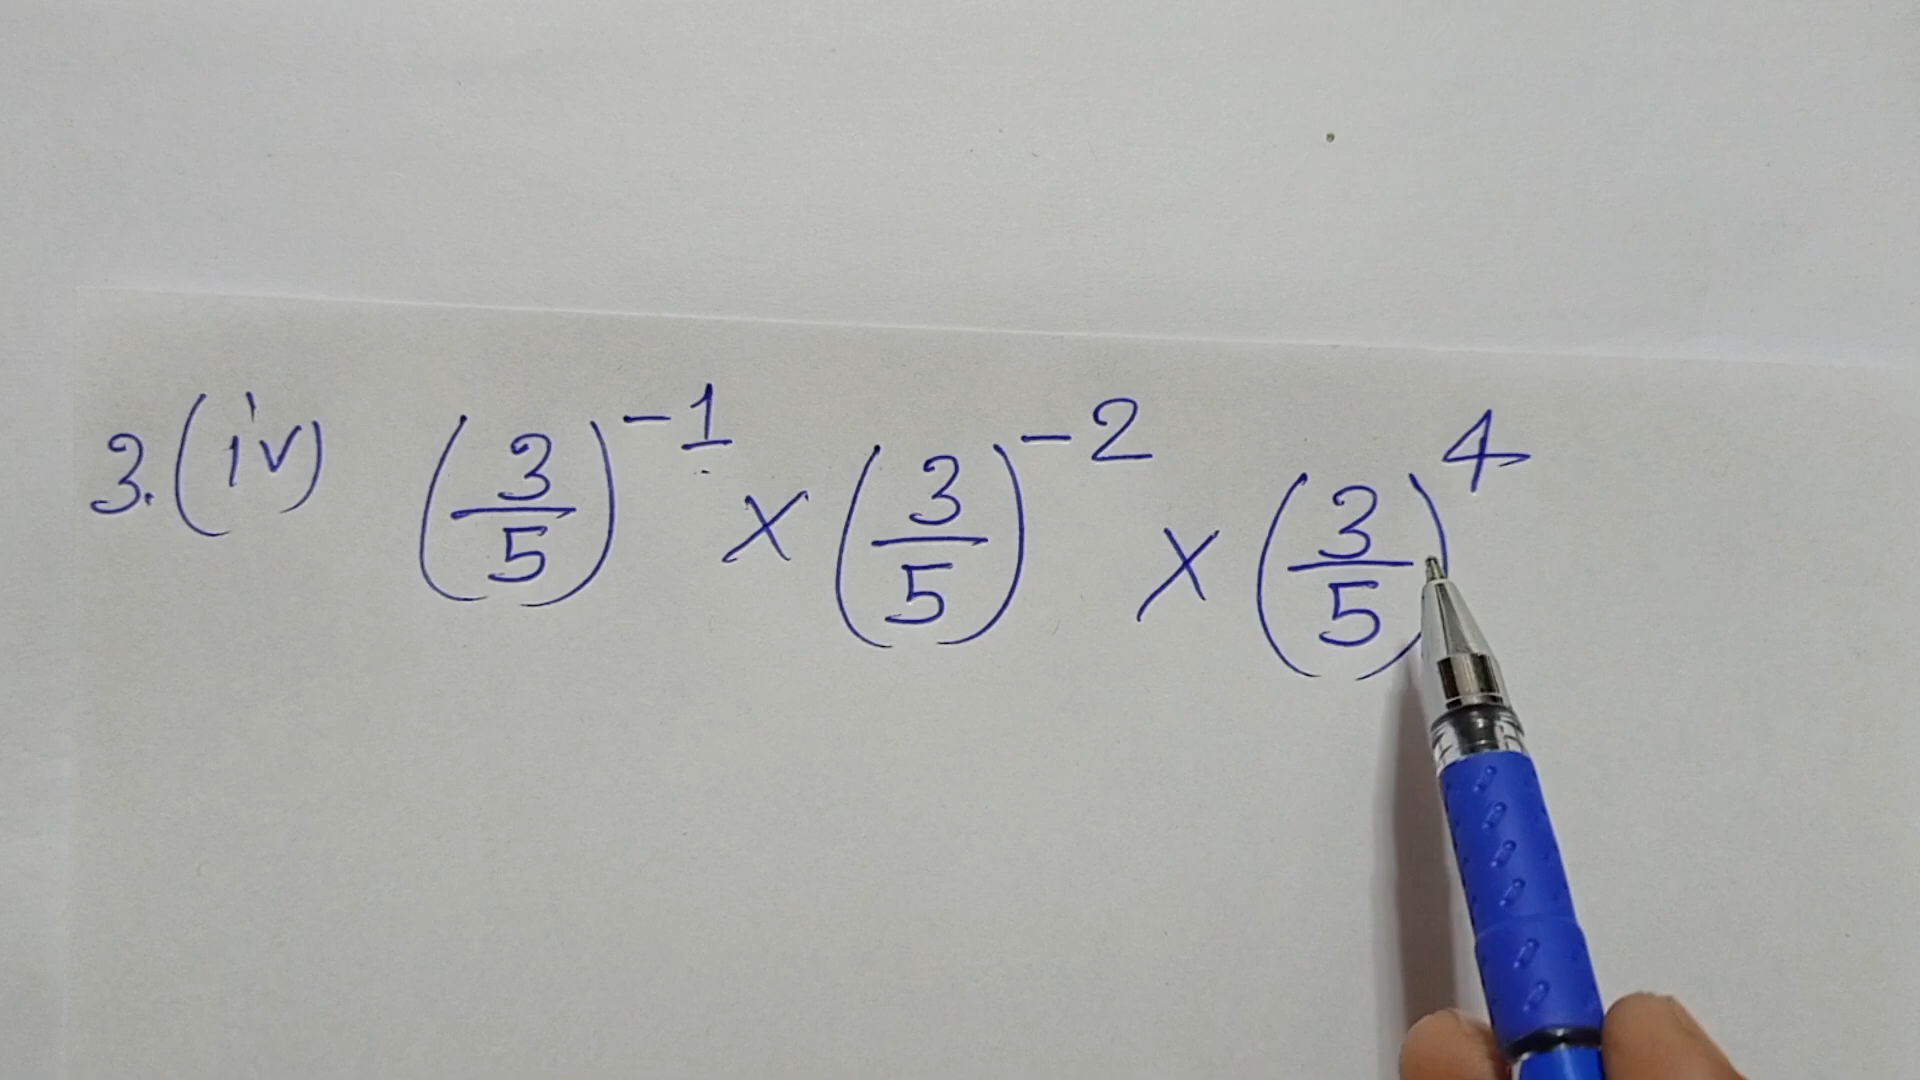 3. (iv) (3/5)^-1 × (3/5)^-2 × (3/5)^4